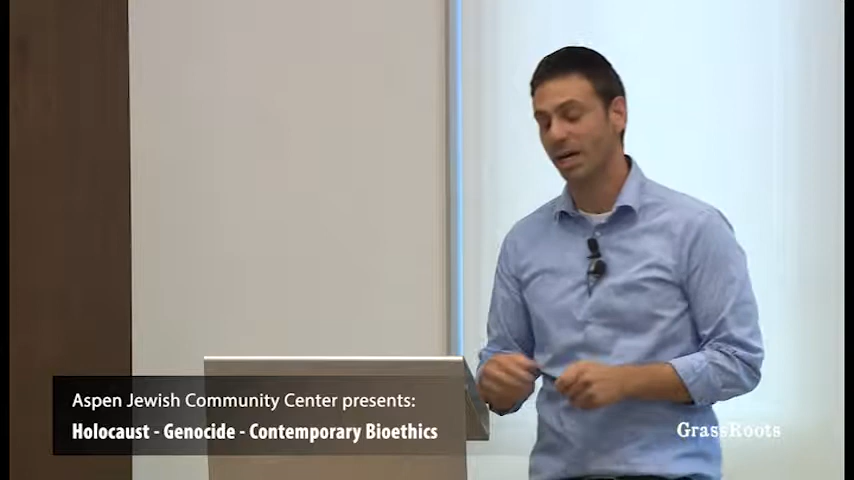 Aspen Jewish Community Center presents:
Holocaust - Genocide - Contemporary Bioethics
GrassRoots